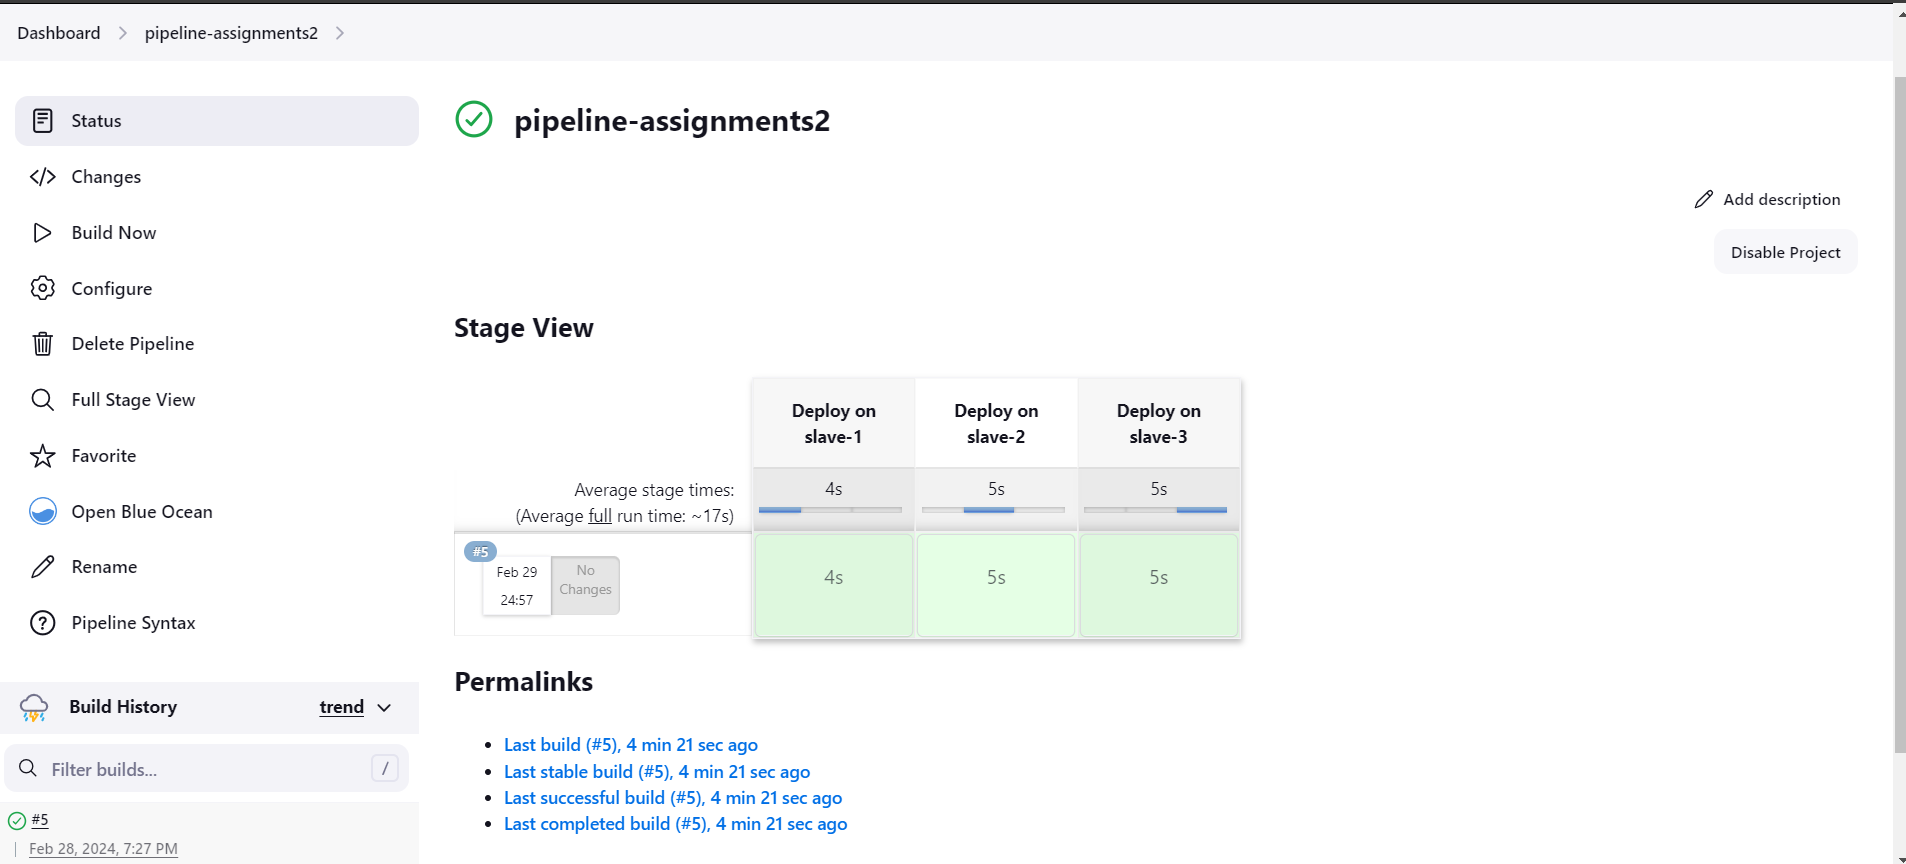 Dashboard
pipeline-assignments2
Status
Changes
Build Now
Configure
Delete Pipeline
Full Stage View
Favorite
Open Blue Ocean
Rename
Pipeline Syntax
Build History
trend
Filter builds...
/
#5
Feb 28, 2024, 7:27 PM
pipeline-assignments2
Add description
Disable Project
Stage View
Deploy on
slave-1
Deploy on
slave-2
Deploy on
slave-3
Average stage times:
(Average full run time: ~17s)
4s
5s
5s
#5
Feb 29
24:57
No
Changes
4s
5s
5s
Permalinks
Last build (#5), 4 min 21 sec ago
Last stable build (#5), 4 min 21 sec ago
Last successful build (#5), 4 min 21 sec ago
Last completed build (#5), 4 min 21 sec ago